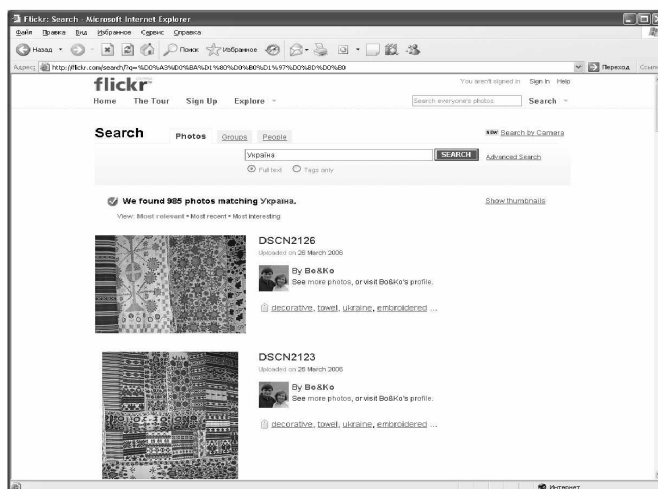 Flickr: Search - Microsoft Internet Explorer
Файл Правка Вид Избранное Сервис Справка
Назад Поиск Избранное
Адрес: http://flickr.com/search/?q=%D0%A3%D0%BA%D1%80%D0%B0%D1%97%D0%BD%D0%B0 Переход
flickr
You aren't signed in Sign In Help
Home The Tour Sign Up Explore
Search everyone's photos Search
Search Photos Groups People
NEW Search by Camera
Україна SEARCH Advanced Search
Full text Tags only
We found 985 photos matching Україна. Show thumbnails
View: Most relevant • Most recent • Most interesting
DSCN2126
Uploaded on 26 March 2006
By Bo&Ko
See more photos, or visit Bo&Ko's profile.
decorative, towel, ukraine, embroidered ...
DSCN2123
Uploaded on 26 March 2006
By Bo&Ko
See more photos, or visit Bo&Ko's profile.
decorative, towel, ukraine, embroidered ...
Интернет